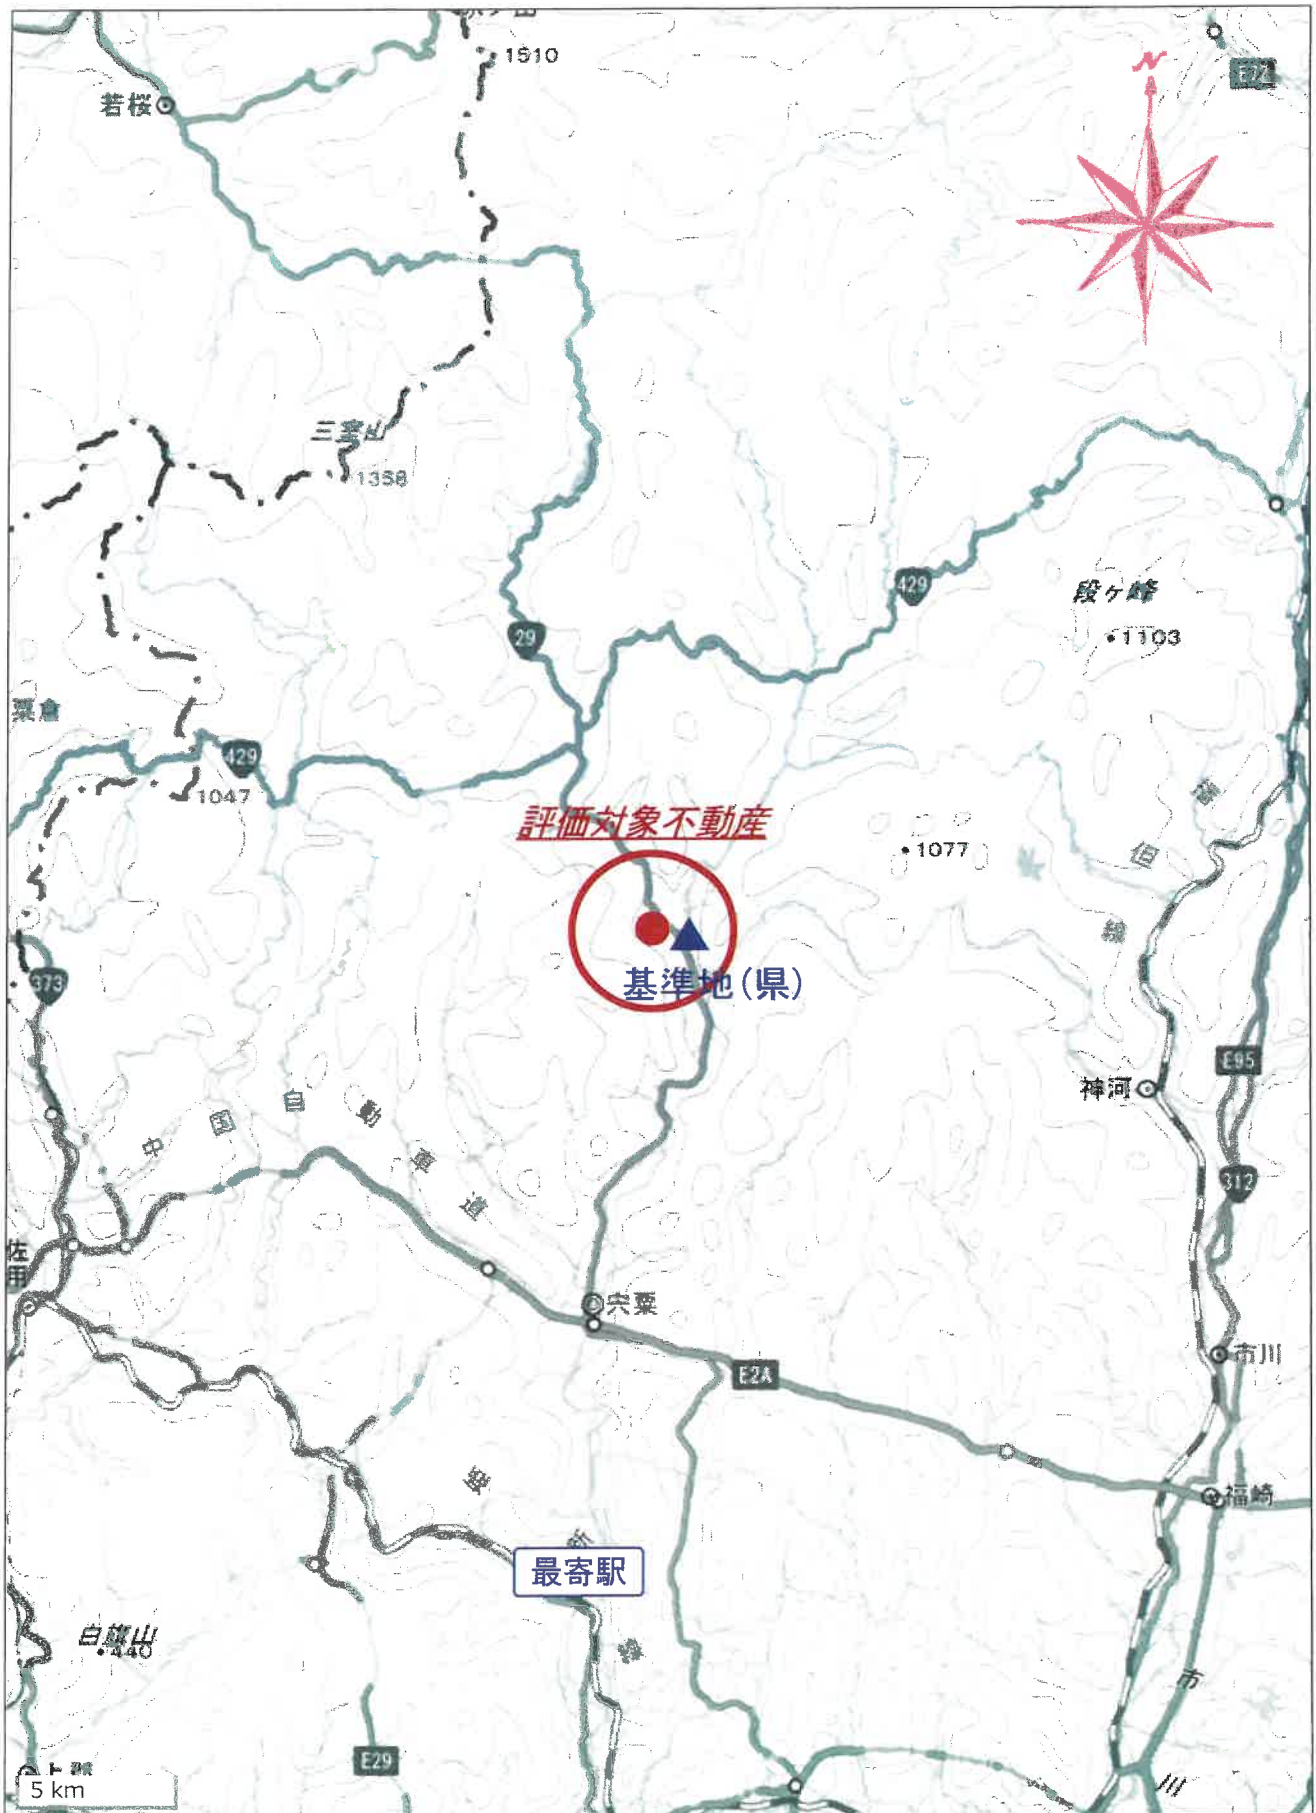 1510
N
若桜
三室山
1358
429
段ヶ峰
1103
29
粟倉
429
1047
播
但
線
評価対象不動産
1077
373
基準地(県)
E95
神河
中国自動車道
312
佐用
宍粟
市川
E2A
福崎
姫
新
線
最寄駅
白旗山
440
市
川
E29
上郡
5 km